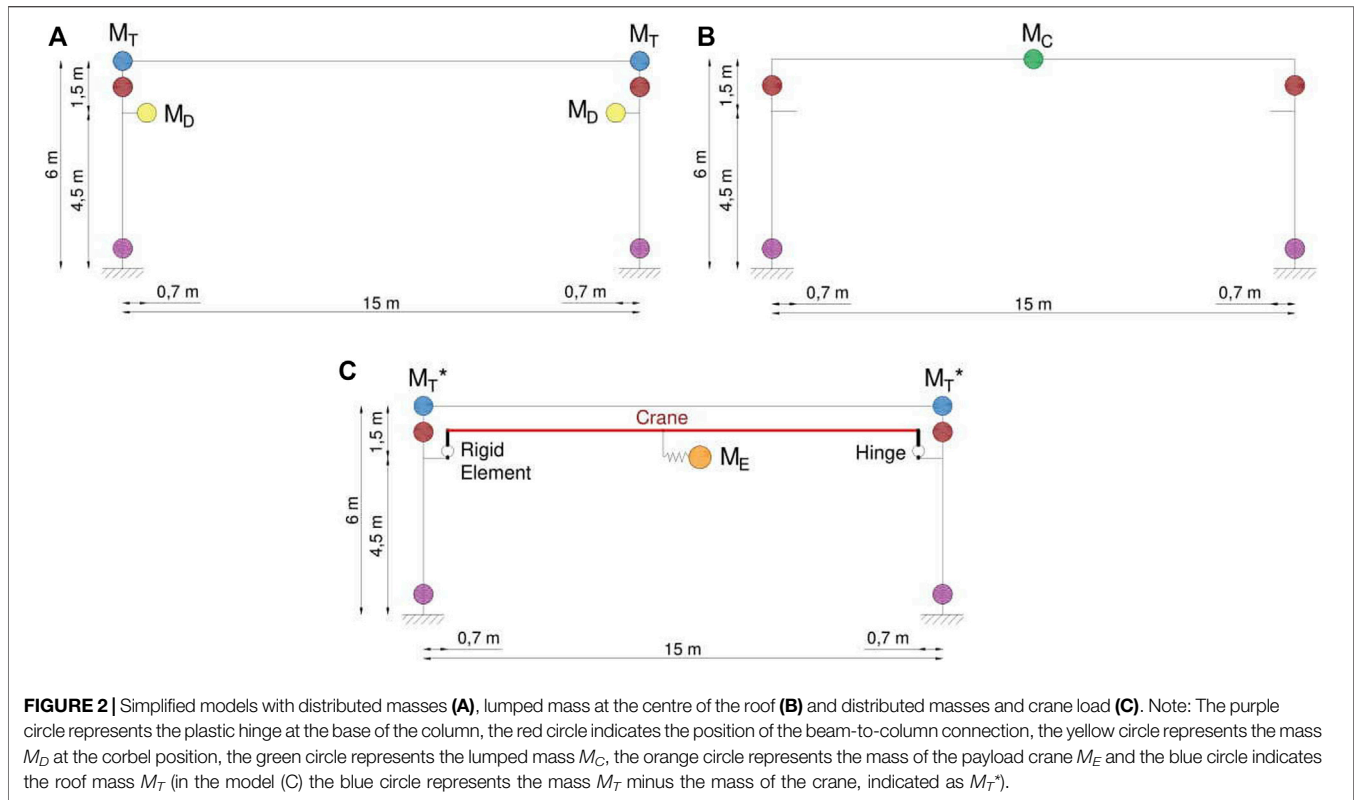 A
M_T
M_T
1,5 m
M_D
M_D
6 m
4,5 m
0,7 m
0,7 m
15 m
B
M_C
1,5 m
6 m
4,5 m
0,7 m
0,7 m
15 m
C
M_T*
M_T*
Crane
1,5 m
Rigid
Element
M_E
Hinge
6 m
4,5 m
0,7 m
0,7 m
15 m
FIGURE 2 | Simplified models with distributed masses (A), lumped mass at the centre of the roof (B) and distributed masses and crane load (C). Note: The purple
circle represents the plastic hinge at the base of the column, the red circle indicates the position of the beam-to-column connection, the yellow circle represents the mass
M_D at the corbel position, the green circle represents the lumped mass M_C, the orange circle represents the mass of the payload crane M_E and the blue circle indicates
the roof mass M_T (in the model (C) the blue circle represents the mass M_T minus the mass of the crane, indicated as M_T*).